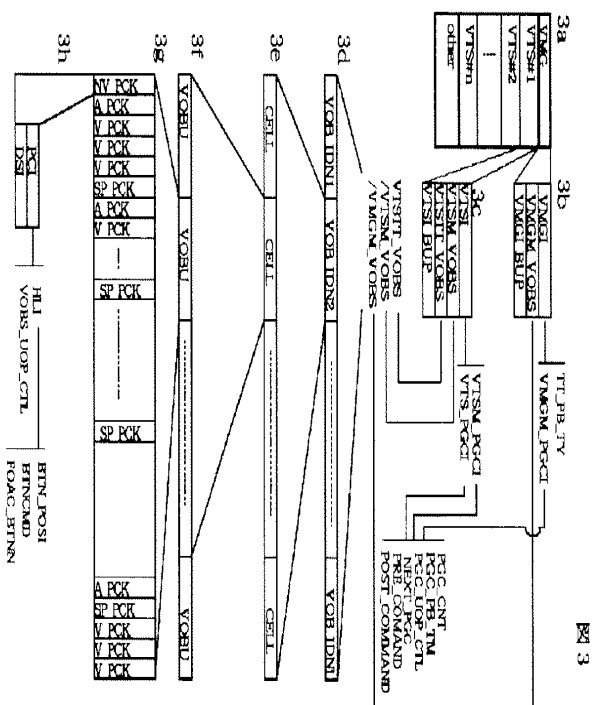 図 3
3a
VMG
VTS#1
VTS#2
VTS#n
other
3b
VMGI
VMGM_VOBS
VMGI_BUP
TT_PB_TY
VMGM_PGCI
3c
VTSI
VTSM_VOBS
VTSTT_VOBS
VTSI_BUP
VTSM_PGCI
VTS_PGCI
PGC_CNT
PGC_PB_TM
PGC_UOP_CTL
NEXT_PGC
PRE_COMAND
POST_COMMAND
VTSTT_VOBS
/VTSM_VOBS
/VMGM_VOBS
3d
VOB_IDN1 VOB_IDN2 VOB_IDN1
3e
CELL CELL CELL
3f
VOBU VOBU VOBU
3g
NV_PCK
A_PCK
V_PCK
V_PCK
V_PCK
SP_PCK
A_PCK
V_PCK
SP_PCK
SP_PCK
A_PCK
SP_PCK
V_PCK
V_PCK
V_PCK
3h
PCI
DSI
HLI
VOBS_UOP_CTL
BTN_POSI
BTNCMD
FOAC_BTNN